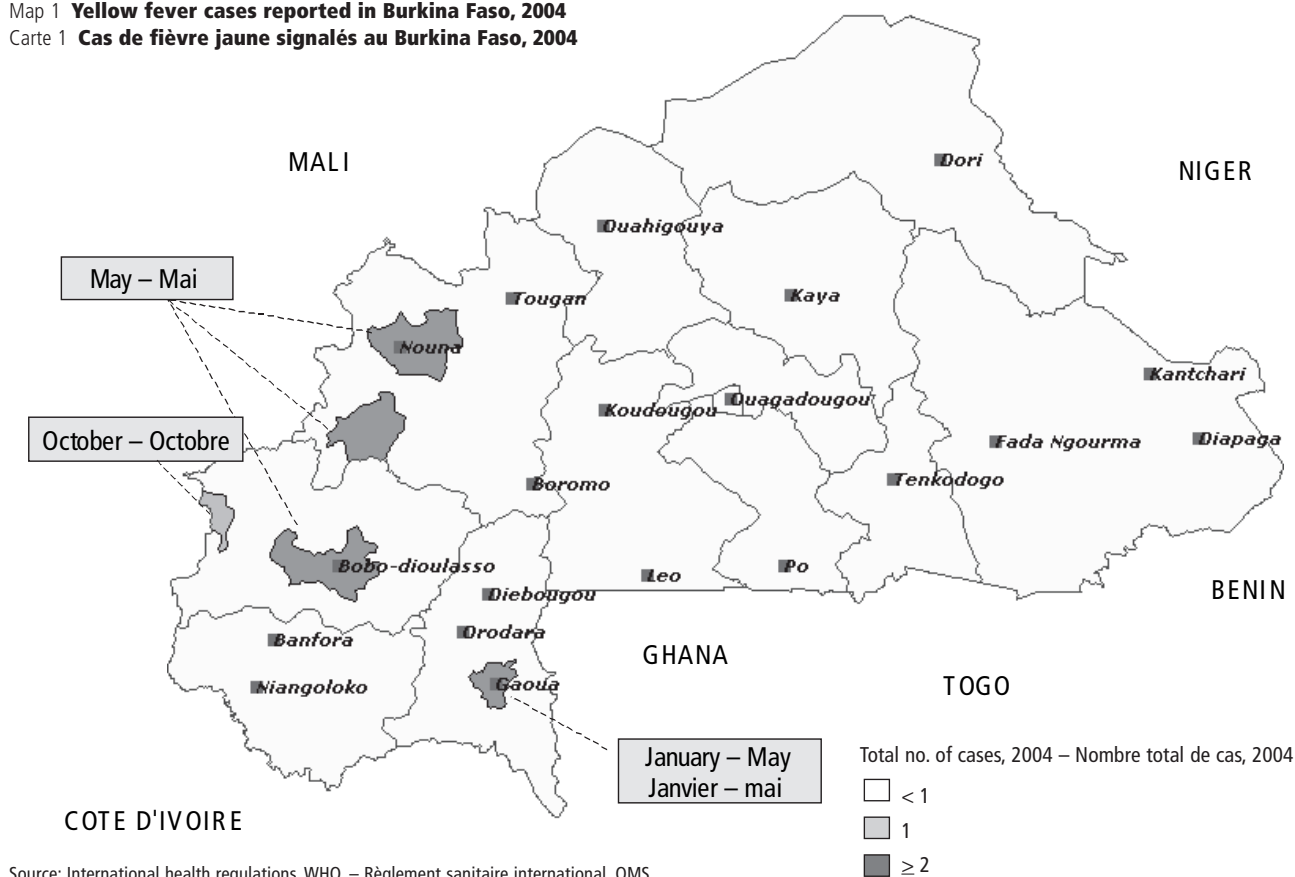 Map 1 Yellow fever cases reported in Burkina Faso, 2004
Carte 1 Cas de fièvre jaune signalés au Burkina Faso, 2004
MALI
NIGER
Dori
Ouahigouya
May – Mai
Tougan
Kaya
Nouna
Kantchari
October – Octobre
Koudougou
Ouagadougou
Fada Ngourma
Diapaga
Boromo
Tenkodogo
Bobo-dioulasso
Leo
Po
Diebougou
BENIN
Banfora
Orodara
GHANA
Niangoloko
Gaoua
TOGO
January – May
Janvier – mai
Total no. of cases, 2004 – Nombre total de cas, 2004
< 1
COTE D'IVOIRE
1
≥ 2
Source: International health regulations, WHO. – Règlement sanitaire international, OMS